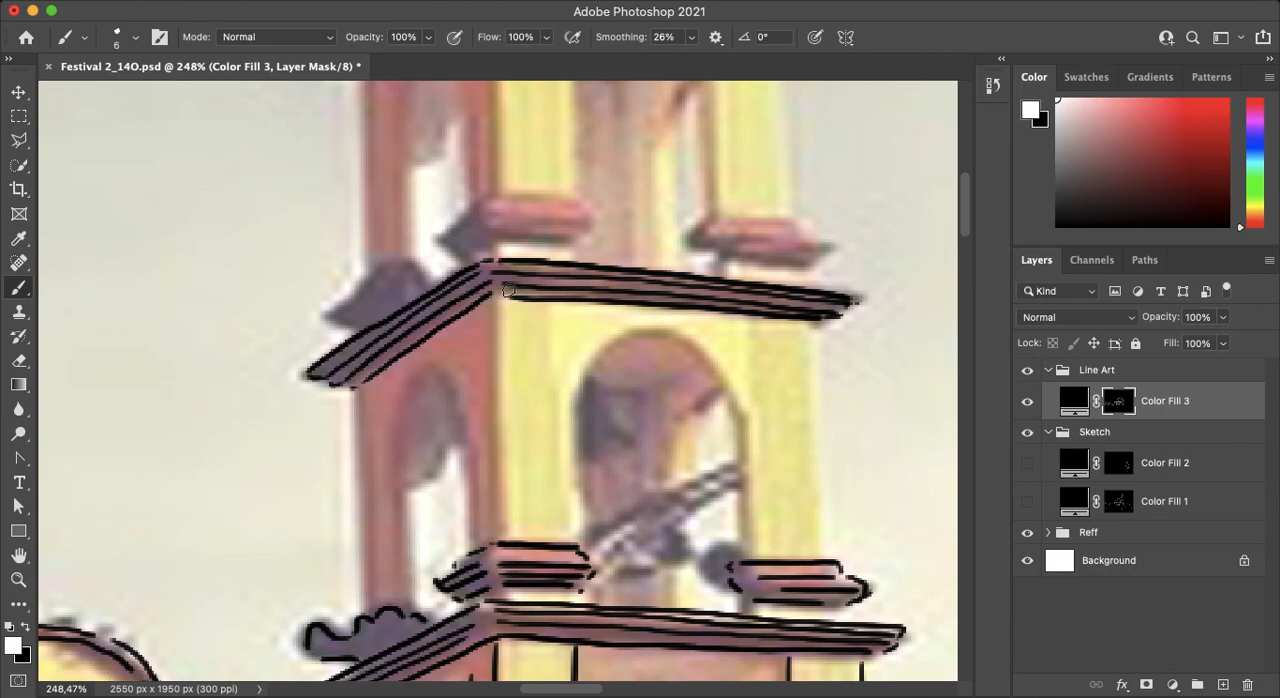 Adobe Photoshop 2021
6
Mode: Normal Opacity: 100% Flow: 100% Smoothing: 26% 0°
Festival 2_14O.psd @ 248% (Color Fill 3, Layer Mask/8) *
Color Swatches Gradients Patterns
Layers Channels Paths
Kind
Normal Opacity: 100%
Lock: Fill: 100%
Line Art
Color Fill 3
Sketch
Color Fill 2
Color Fill 1
Reff
Background
248,47% 2550 px x 1950 px (300 ppi)